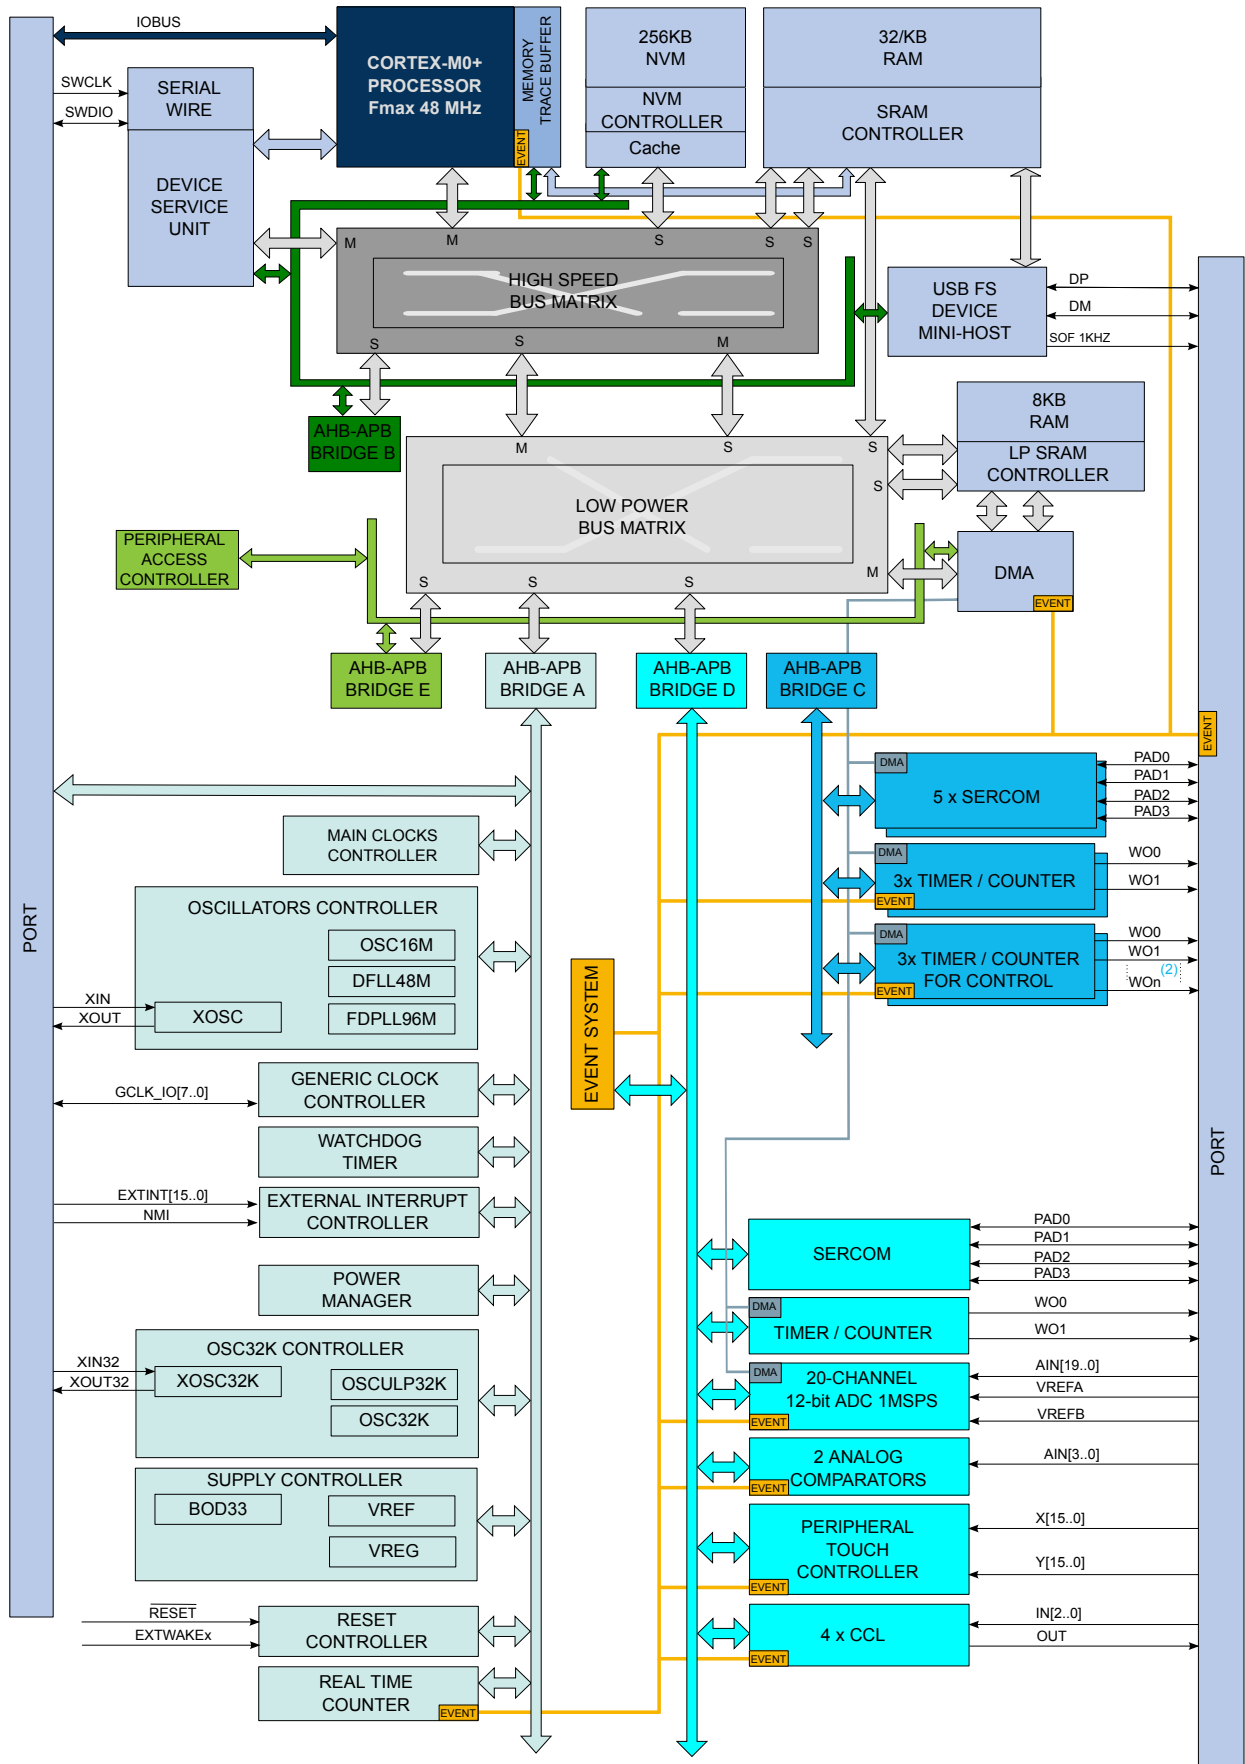 IOBUS
SWCLK
SWDIO
SERIAL
WIRE
DEVICE
SERVICE
UNIT
CORTEX-M0+
PROCESSOR
Fmax 48 MHz
MEMORY
TRACE BUFFER
EVENT
256KB
NVM
NVM
CONTROLLER
Cache
32/KB
RAM
SRAM
CONTROLLER
M
M
S
S
S
HIGH SPEED
BUS MATRIX
S
S
M
USB FS
DEVICE
MINI-HOST
DP
DM
SOF 1KHZ
AHB-APB
BRIDGE B
M
S
S
S
LOW POWER
BUS MATRIX
S
S
S
M
8KB
RAM
LP SRAM
CONTROLLER
PERIPHERAL
ACCESS
CONTROLLER
DMA
EVENT
AHB-APB
BRIDGE E
AHB-APB
BRIDGE A
AHB-APB
BRIDGE D
AHB-APB
BRIDGE C
EVENT
PORT
PORT
MAIN CLOCKS
CONTROLLER
OSCILLATORS CONTROLLER
OSC16M
DFLL48M
FDPLL96M
XOSC
XIN
XOUT
GCLK_IO[7..0]
GENERIC CLOCK
CONTROLLER
WATCHDOG
TIMER
EXTINT[15..0]
NMI
EXTERNAL INTERRUPT
CONTROLLER
POWER
MANAGER
OSC32K CONTROLLER
XIN32
XOUT32
XOSC32K
OSCULP32K
OSC32K
SUPPLY CONTROLLER
BOD33
VREF
VREG
RESET
EXTWAKEx
RESET
CONTROLLER
REAL TIME
COUNTER
EVENT
EVENT SYSTEM
DMA
5 x SERCOM
PAD0
PAD1
PAD2
PAD3
DMA
3x TIMER / COUNTER
EVENT
WO0
WO1
DMA
3x TIMER / COUNTER
FOR CONTROL
EVENT
WO0
WO1
(2)
WOn
SERCOM
PAD0
PAD1
PAD2
PAD3
DMA
TIMER / COUNTER
WO0
WO1
DMA
20-CHANNEL
12-bit ADC 1MSPS
EVENT
AIN[19..0]
VREFA
VREFB
2 ANALOG
COMPARATORS
EVENT
AIN[3..0]
PERIPHERAL
TOUCH
CONTROLLER
EVENT
X[15..0]
Y[15..0]
4 x CCL
EVENT
IN[2..0]
OUT